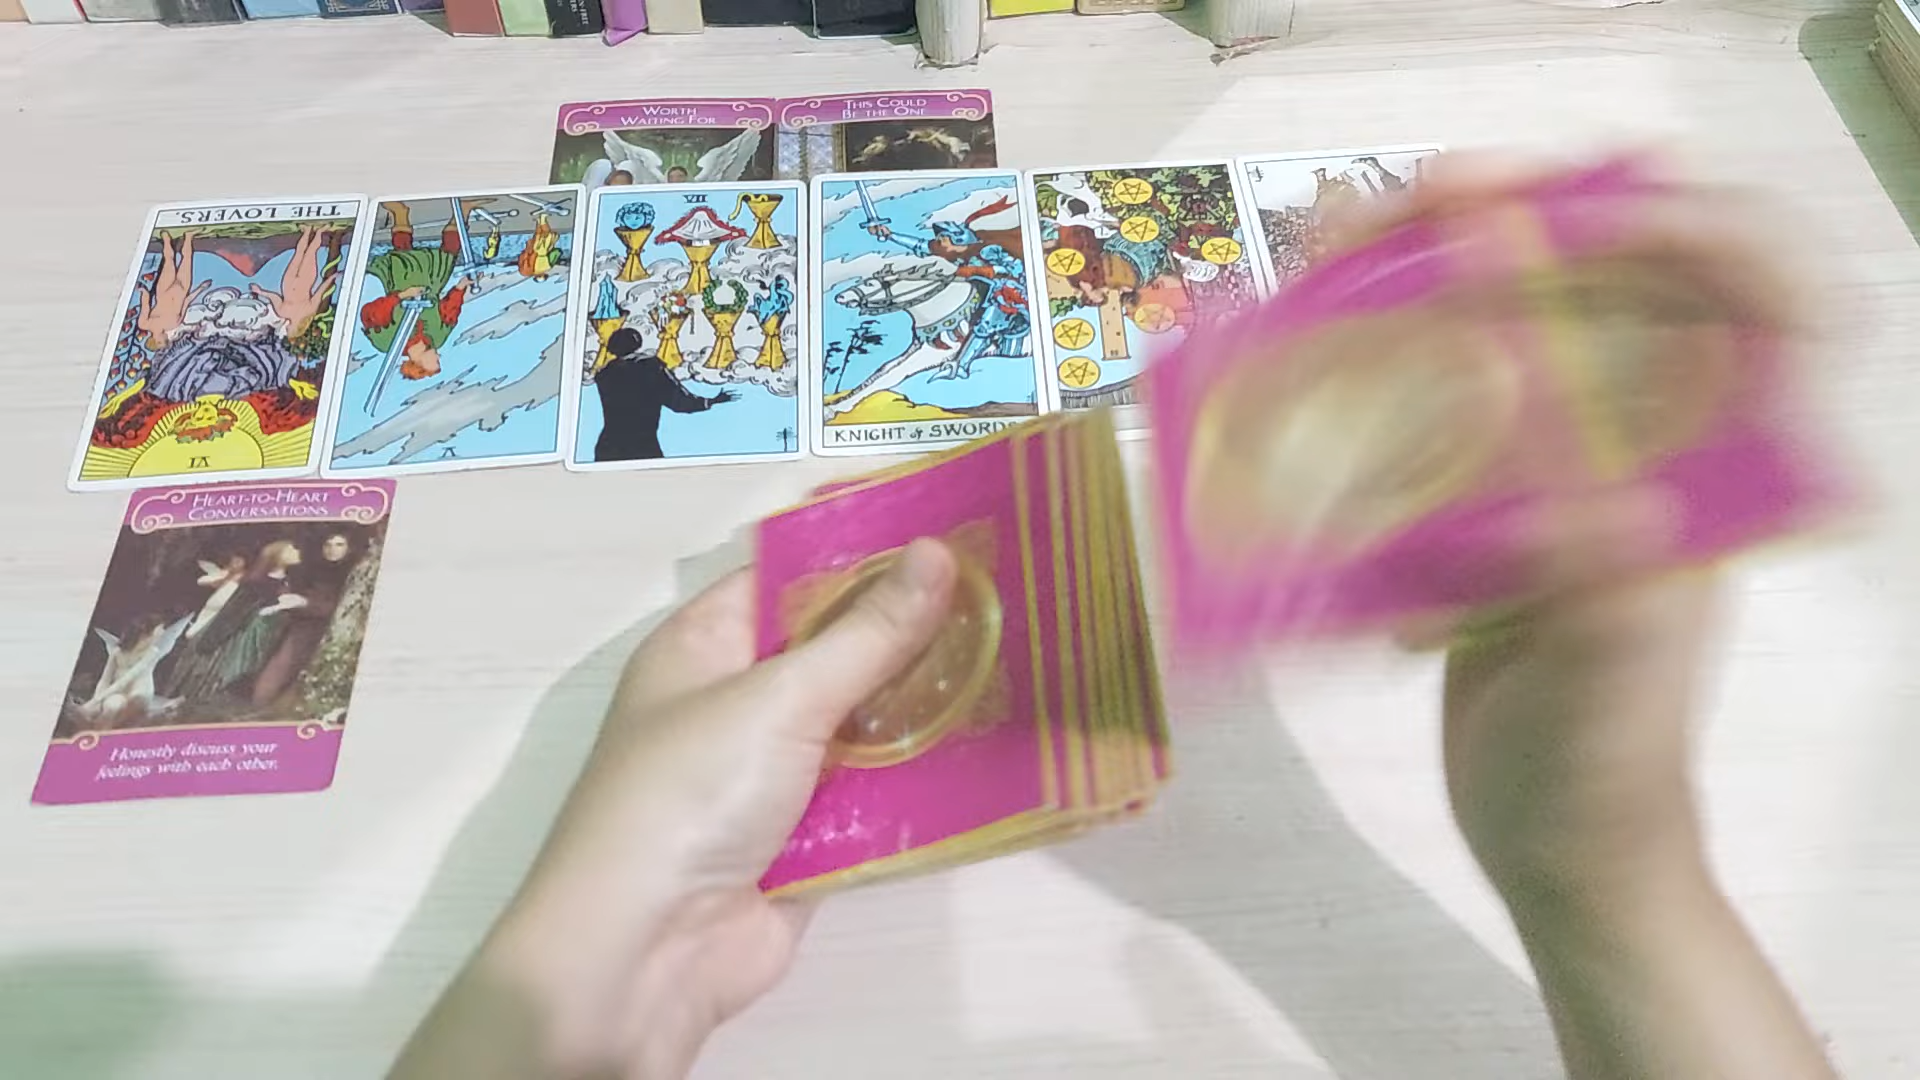 WORTH
WAITING FOR
THIS COULD
BE THE ONE
THE LOVERS.
VI
V
VII
KNIGHT of SWORDS
HEART-TO-HEART
CONVERSATIONS
Honestly discuss your
feelings with each other.